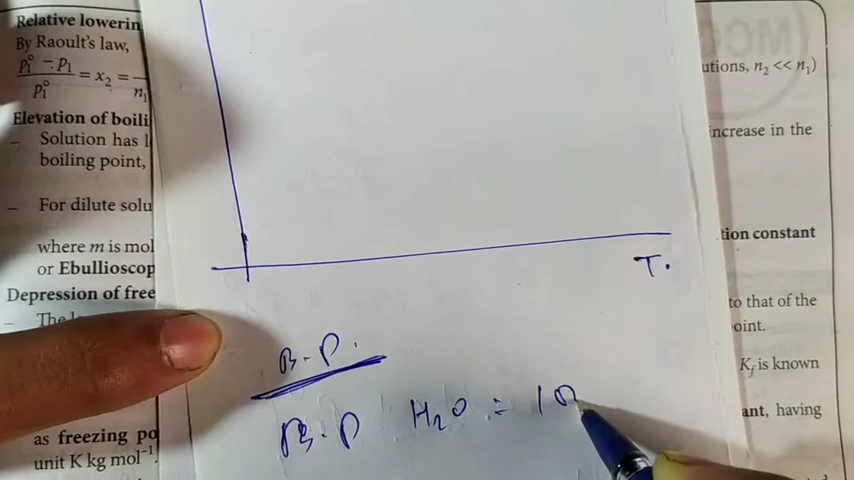 Relative lowerin
By Raoult's law,
p₁° − p₁ / p₁° = x₂ = / n₁
Elevation of boili
– Solution has l
boiling point,
– For dilute solu
where m is mol
or Ebullioscop
Depression of free
– The
as freezing po
unit K kg mol⁻¹
utions, n₂ << n₁)
increase in the
tion constant
to that of the
oint.
K_f is known
ant, having
T.
B.P.
B.P H₂O = 10